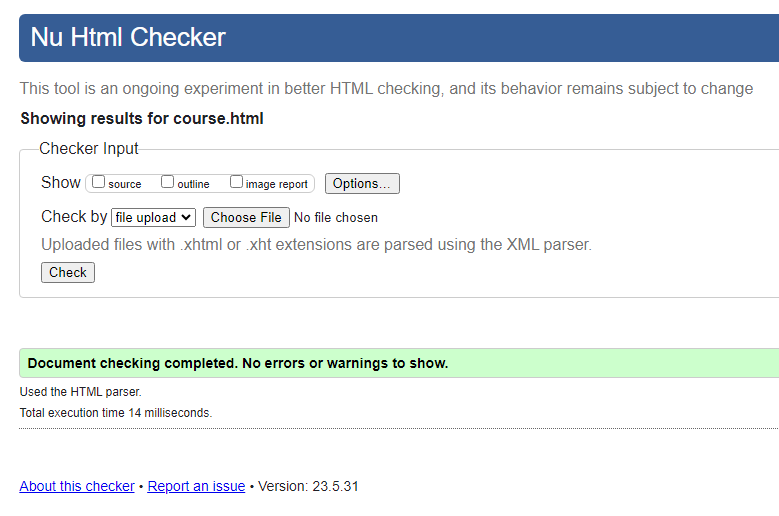 Nu Html Checker
This tool is an ongoing experiment in better HTML checking, and its behavior remains subject to change
Showing results for course.html
Checker Input
Show source outline image report Options...
Check by file upload Choose File No file chosen
Uploaded files with .xhtml or .xht extensions are parsed using the XML parser.
Check
Document checking completed. No errors or warnings to show.
Used the HTML parser.
Total execution time 14 milliseconds.
About this checker • Report an issue • Version: 23.5.31